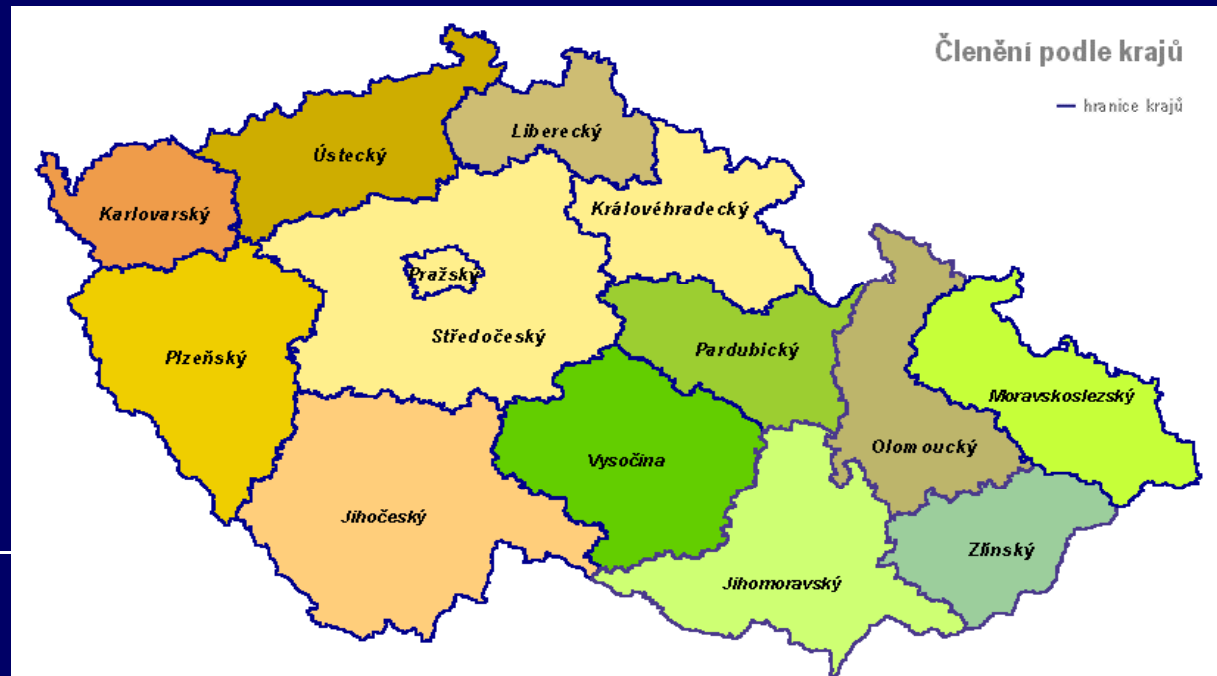 Členění podle krajů
hranice krajů
Liberecký
Ústecký
Karlovarský
Královéhradecký
Pražský
Středočeský
Plzeňský
Pardubický
Moravskoslezský
Olomoucký
Vysočina
Jihočeský
Zlínský
Jihomoravský